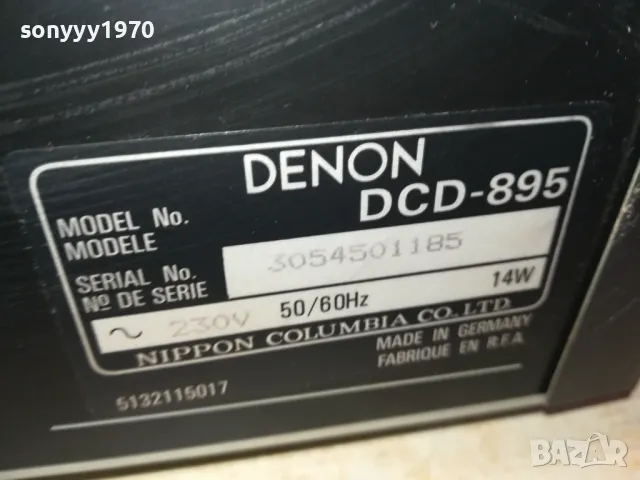 sonyyy1970
DENON
MODEL No. DCD-895
MODELE
SERIAL No. 3054501185
Nº DE SERIE
~ 230V 50/60Hz 14W
NIPPON COLUMBIA CO., LTD.
MADE IN GERMANY
FABRIQUE EN R.F.A.
5132115017
BAZAR
bg